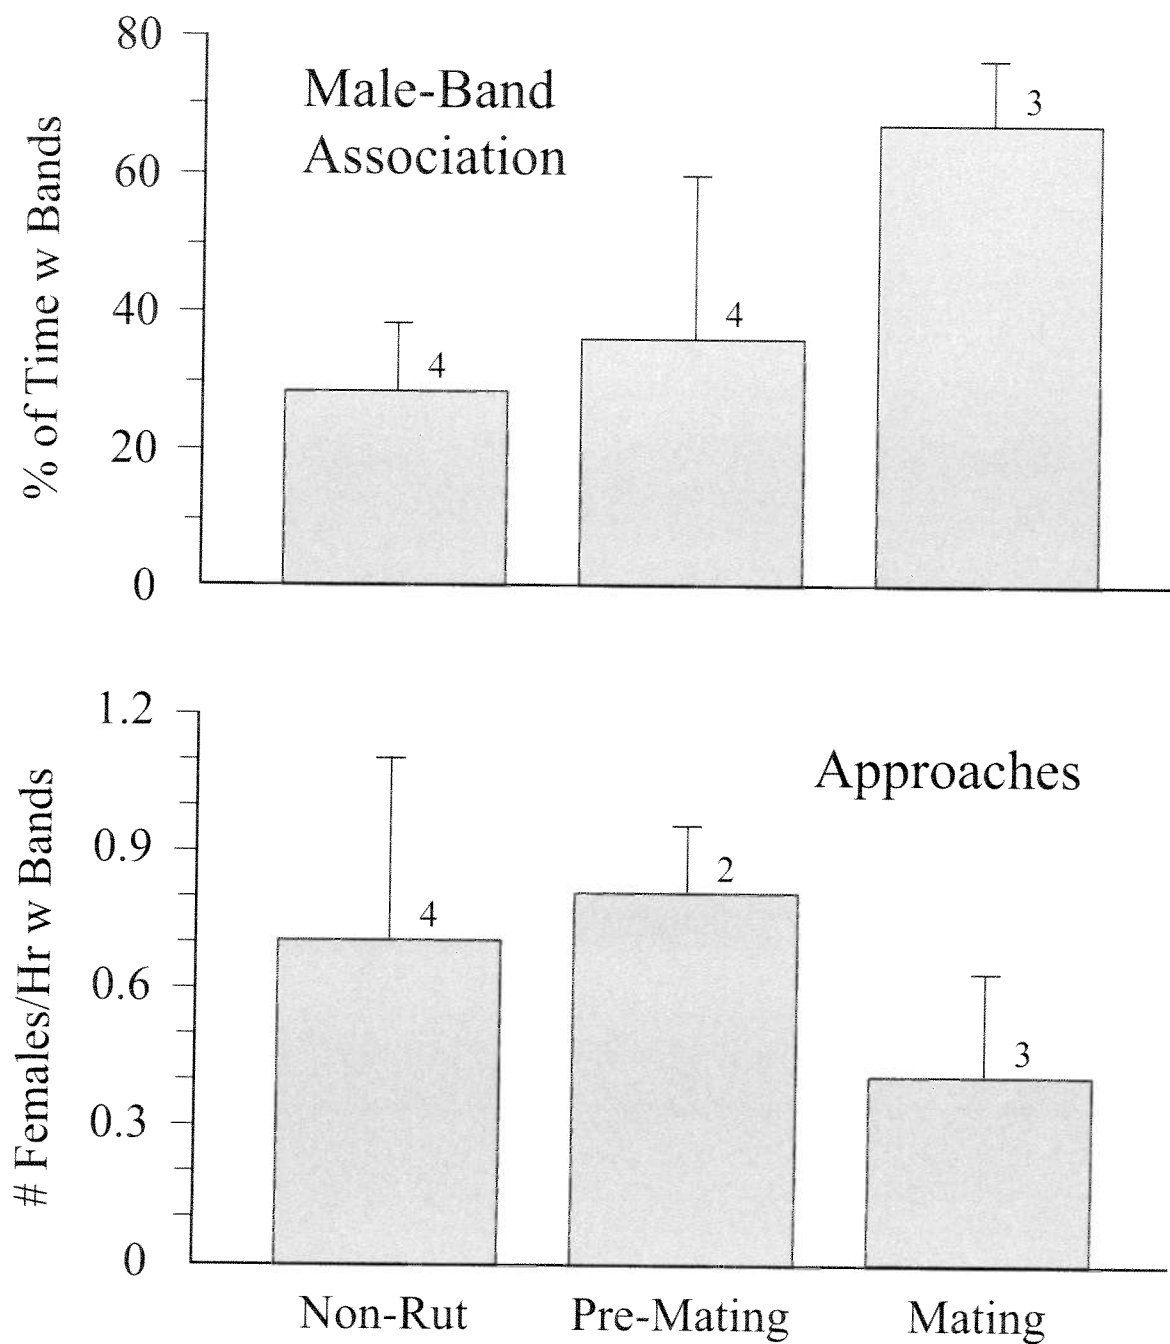 Male-Band
Association
% of Time w Bands
80
60
40
20
0
4
4
3
Approaches
# Females/Hr w Bands
1.2
0.9
0.6
0.3
0
4
2
3
Non-Rut
Pre-Mating
Mating